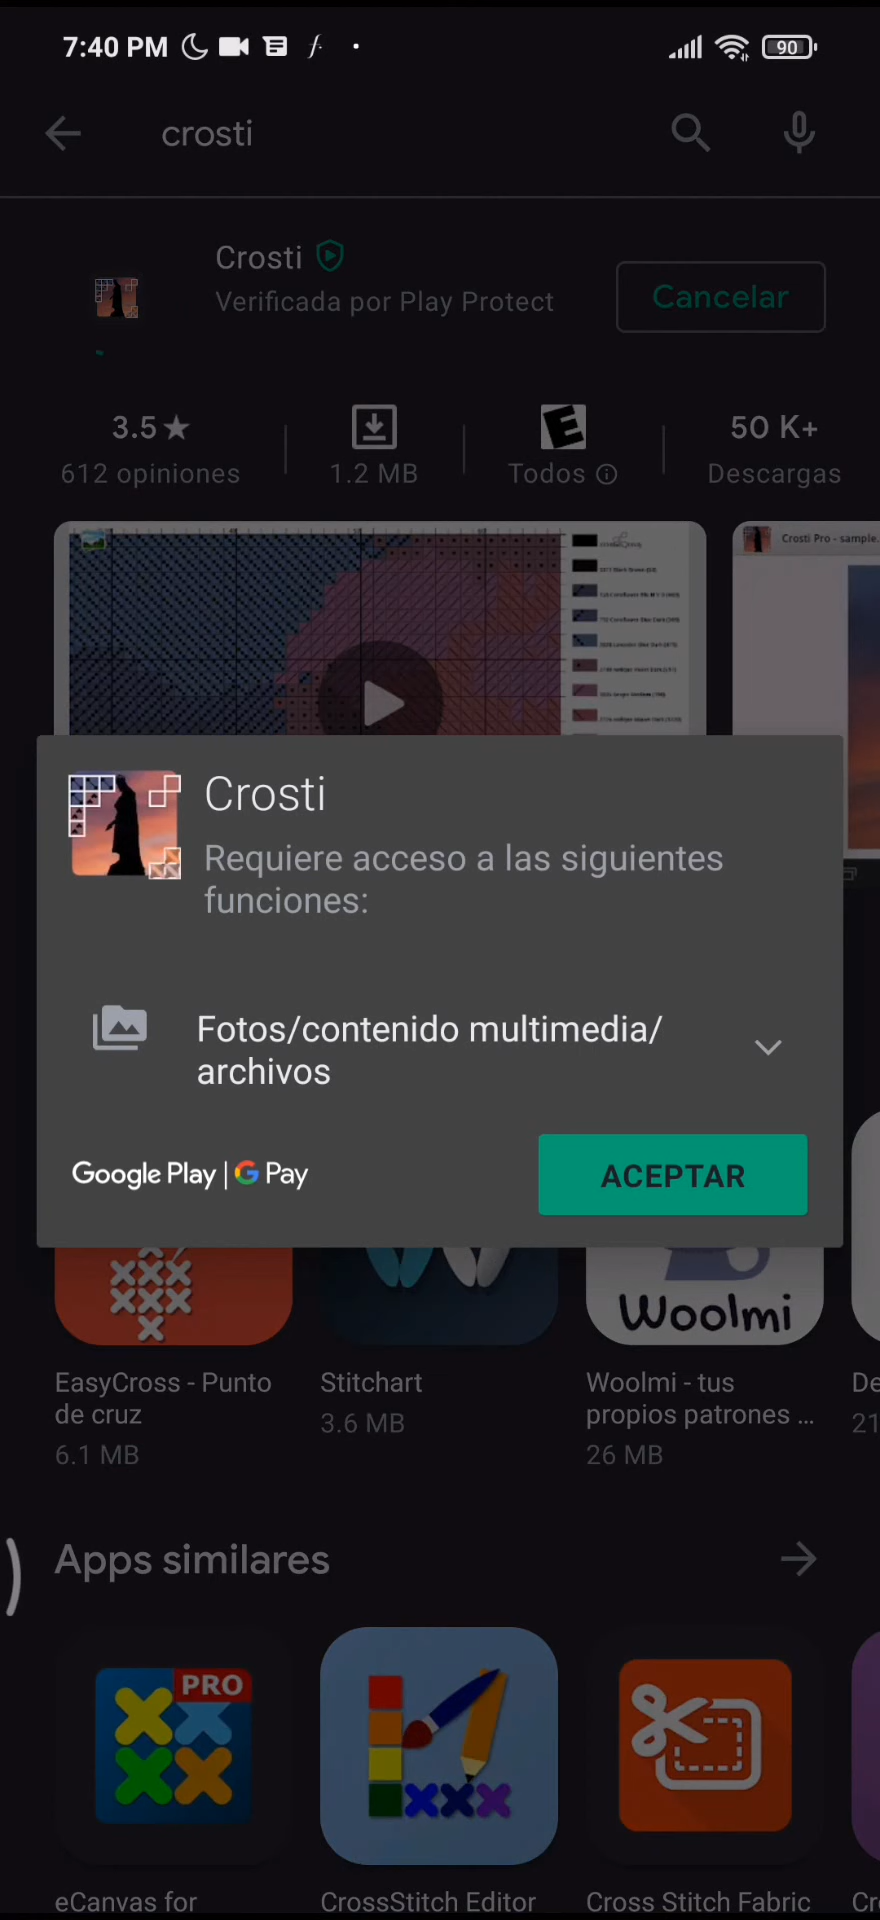 7:40 PM
90
crosti
Crosti
Verificada por Play Protect
Cancelar
3.5★
612 opiniones
1.2 MB
Todos
50 K+
Descargas
Crosti Pro - sample.
Crosti
Requiere acceso a las siguientes
funciones:
Fotos/contenido multimedia/
archivos
Google Play | G Pay
ACEPTAR
Woolmi
EasyCross - Punto
de cruz
6.1 MB
Stitchart
3.6 MB
Woolmi - tus
propios patrones ...
26 MB
De
21
Apps similares
PRO
eCanvas for
CrossStitch Editor
Cross Stitch Fabric
Cr